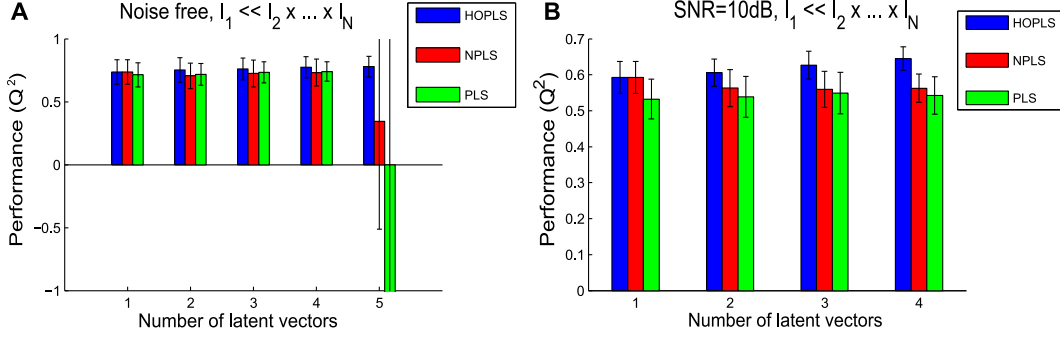 A
Noise free, I1 << I2 x ... x IN
HOPLS
NPLS
PLS
Performance (Q2)
1
0.5
0
−0.5
−1
1 2 3 4 5
Number of latent vectors
B
SNR=10dB, I1 << I2 x ... x IN
HOPLS
NPLS
PLS
Performance (Q2)
0.7
0.6
0.5
0.4
0.3
0.2
0.1
0
1 2 3 4
Number of latent vectors